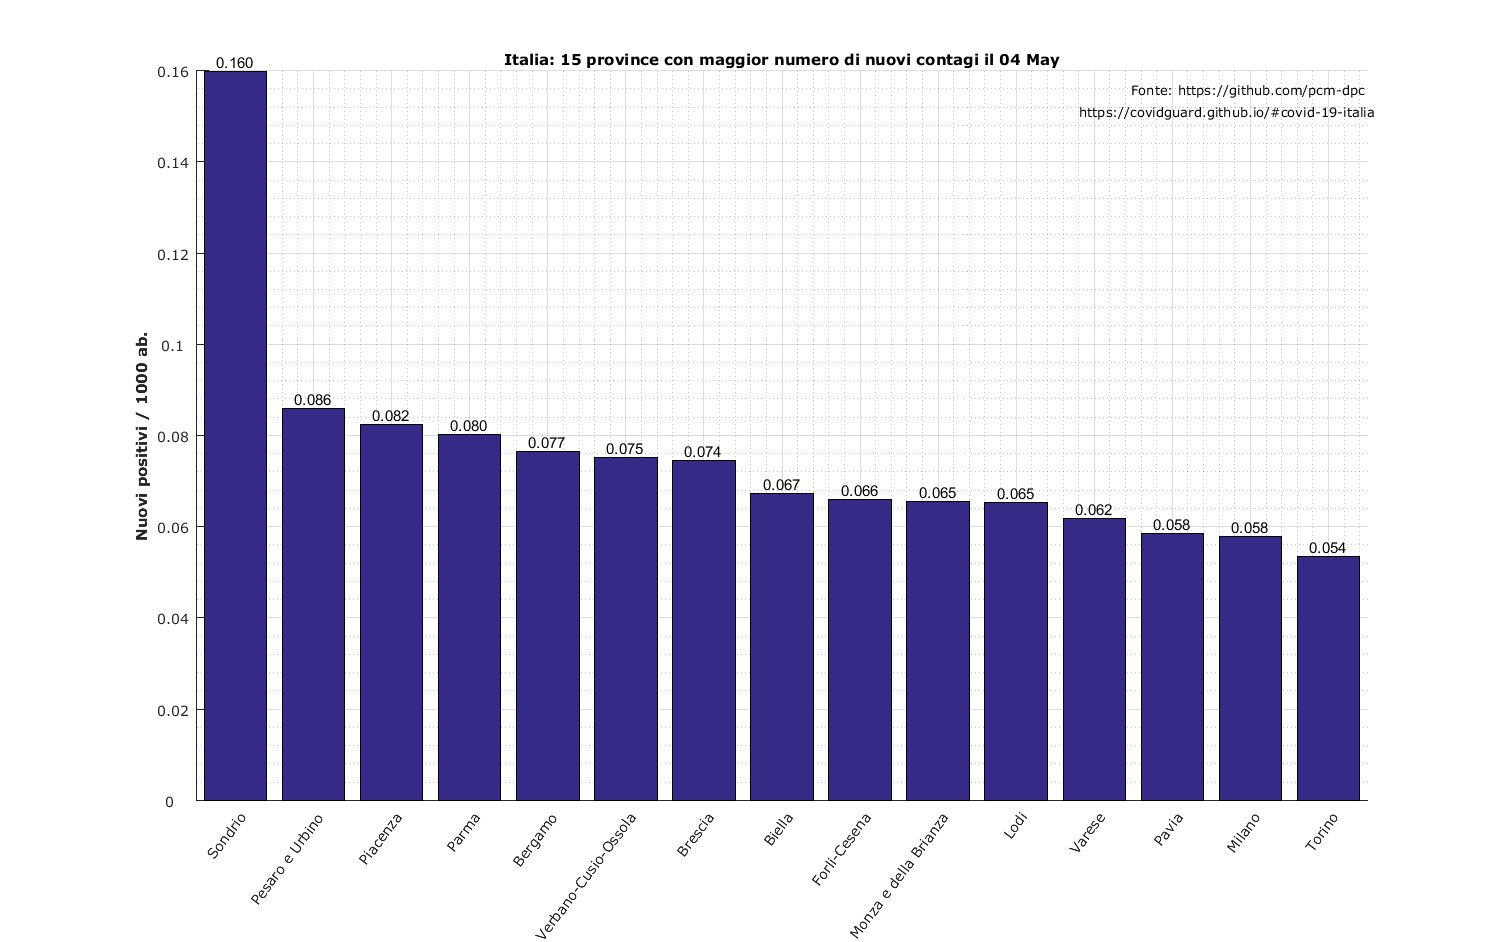 Italia: 15 province con maggior numero di nuovi contagi il 04 May
Fonte: https://github.com/pcm-dpc
https://covidguard.github.io/#covid-19-italia
Nuovi positivi / 1000 ab.
0.16
0.14
0.12
0.1
0.08
0.06
0.04
0.02
0
0.160
0.086
0.082
0.080
0.077
0.075
0.074
0.067
0.066
0.065
0.065
0.062
0.058
0.058
0.054
Sondrio
Pesaro e Urbino
Piacenza
Parma
Bergamo
Verbano-Cusio-Ossola
Brescia
Biella
Forlì-Cesena
Monza e della Brianza
Lodi
Varese
Pavia
Milano
Torino